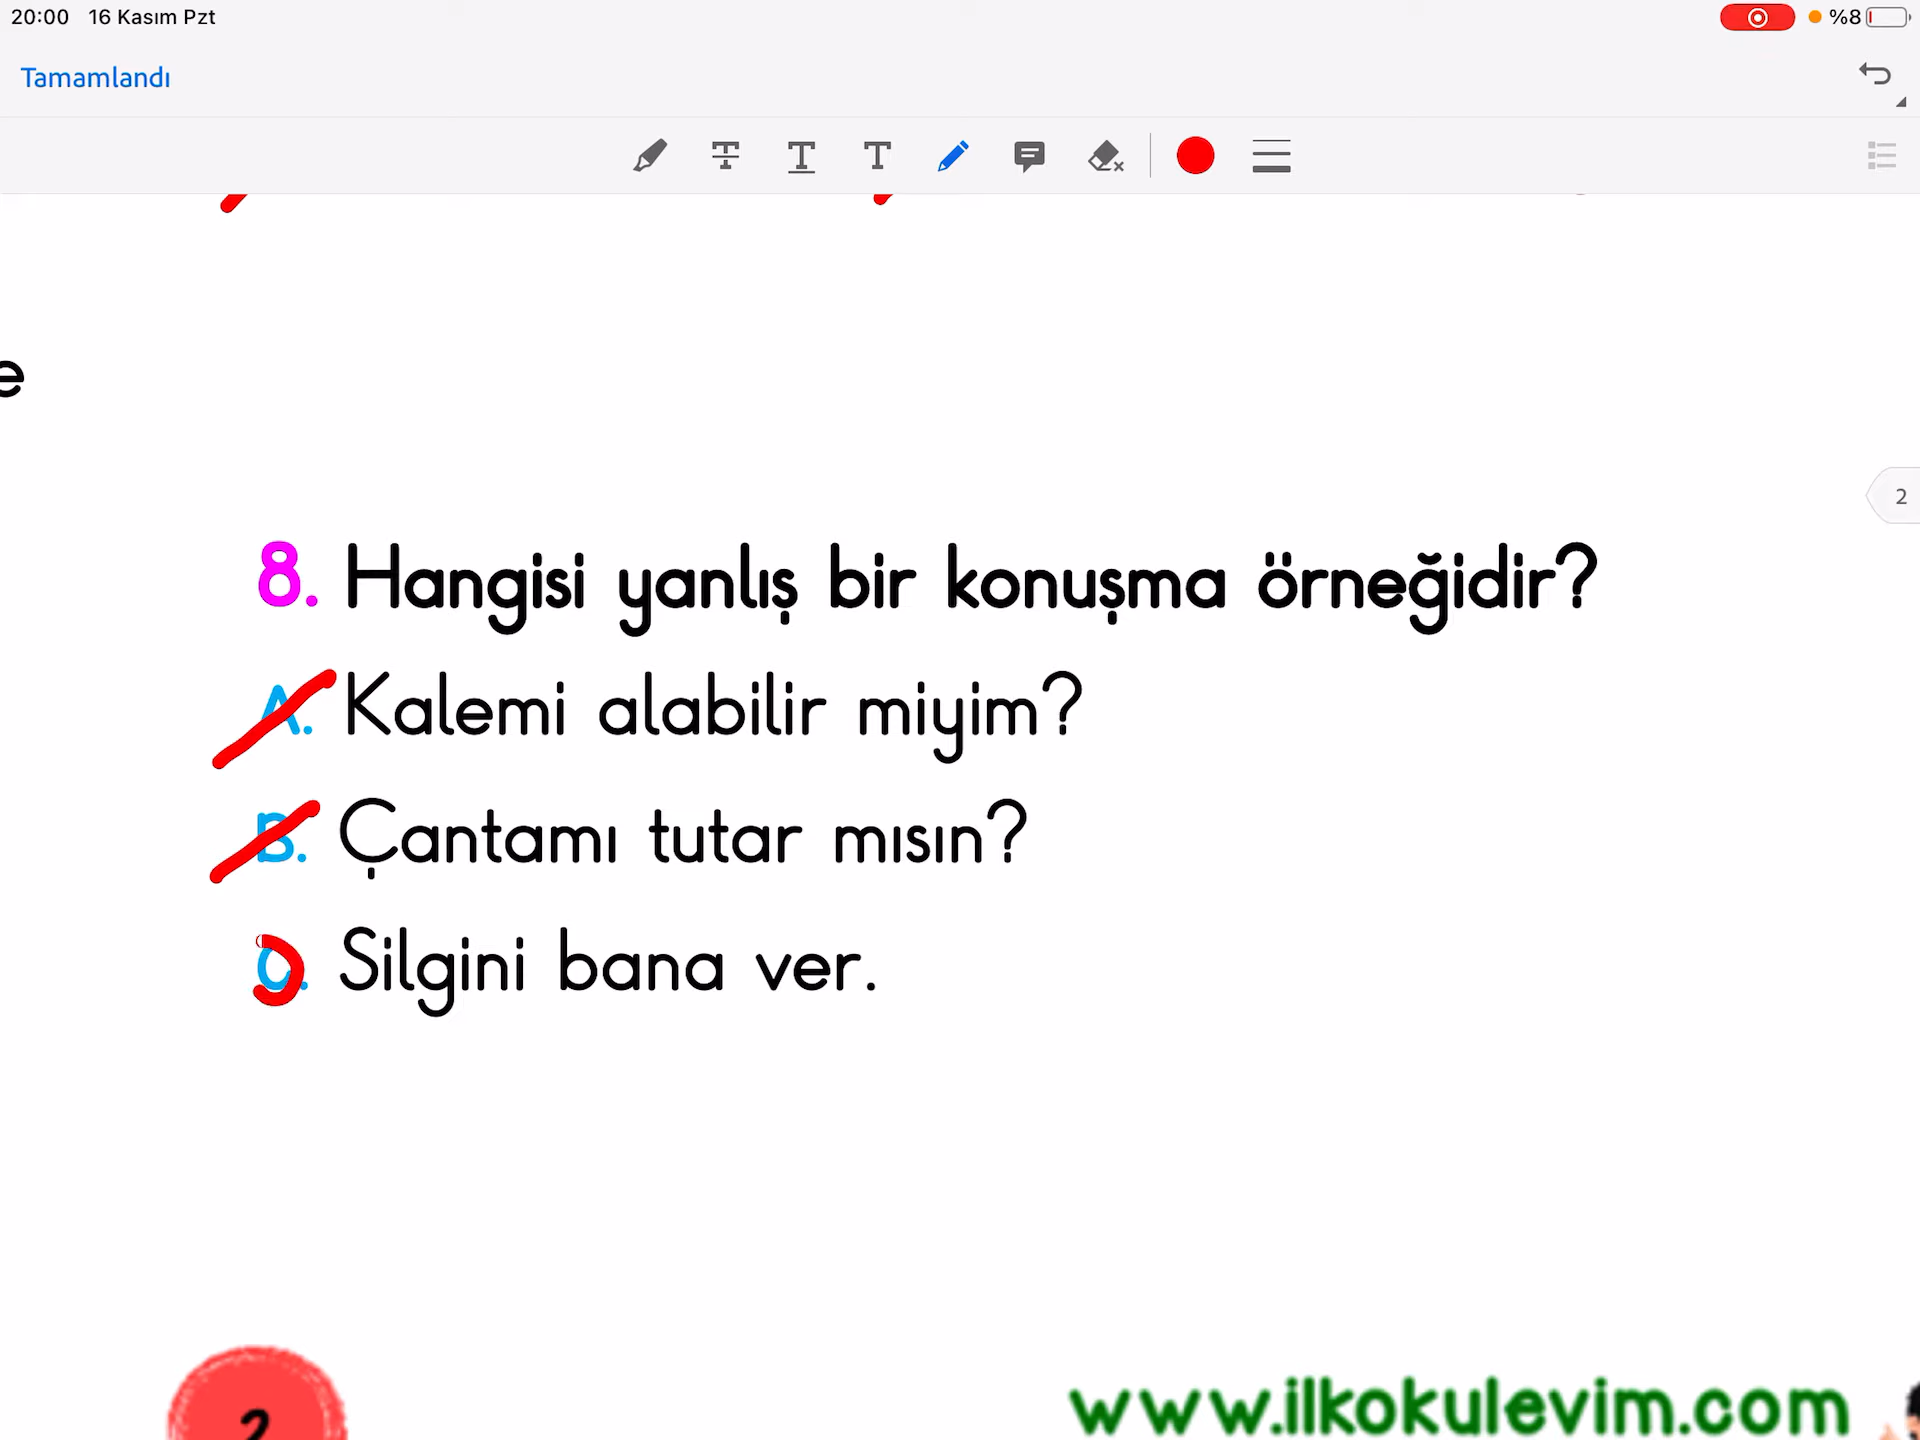 20:00 16 Kasım Pzt
%8
Tamamlandı
e
2
8. Hangisi yanlış bir konuşma örneğidir?
A. Kalemi alabilir miyim?
B. Çantamı tutar mısın?
C. Silgini bana ver.
2
www.ilkokulevim.com